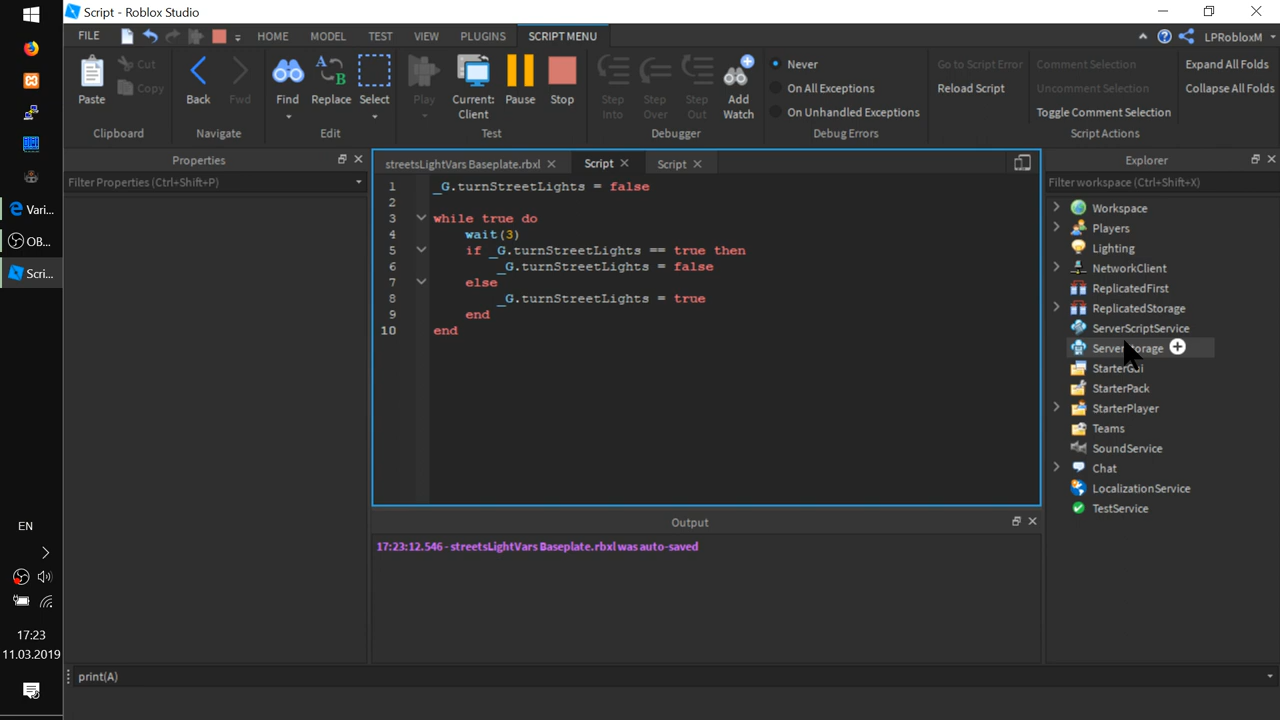 Script - Roblox Studio
FILE HOME MODEL TEST VIEW PLUGINS SCRIPT MENU LPRobloxM
Paste Cut Copy
Clipboard
Back Fwd
Navigate
Find Replace Select
Edit
Play Current: Client Pause Stop
Test
Step Into Step Over Step Out Add Watch
Debugger
Never
On All Exceptions
On Unhandled Exceptions
Debug Errors
Go to Script Error
Reload Script
Comment Selection
Uncomment Selection
Toggle Comment Selection
Expand All Folds
Collapse All Folds
Script Actions
Properties
Filter Properties (Ctrl+Shift+P)
streetsLightVars Baseplate.rbxl Script Script
1 _G.turnStreetLights = false
2
3 while true do
4 wait(3)
5 if _G.turnStreetLights == true then
6 _G.turnStreetLights = false
7 else
8 _G.turnStreetLights = true
9 end
10 end
Output
17:23:12.546 - streetsLightVars Baseplate.rbxl was auto-saved
Explorer
Filter workspace (Ctrl+Shift+X)
Workspace
Players
Lighting
NetworkClient
ReplicatedFirst
ReplicatedStorage
ServerScriptService
ServerStorage
StarterGui
StarterPack
StarterPlayer
Teams
SoundService
Chat
LocalizationService
TestService
print(A)
Vari...
OB...
Scri...
EN
17:23
11.03.2019